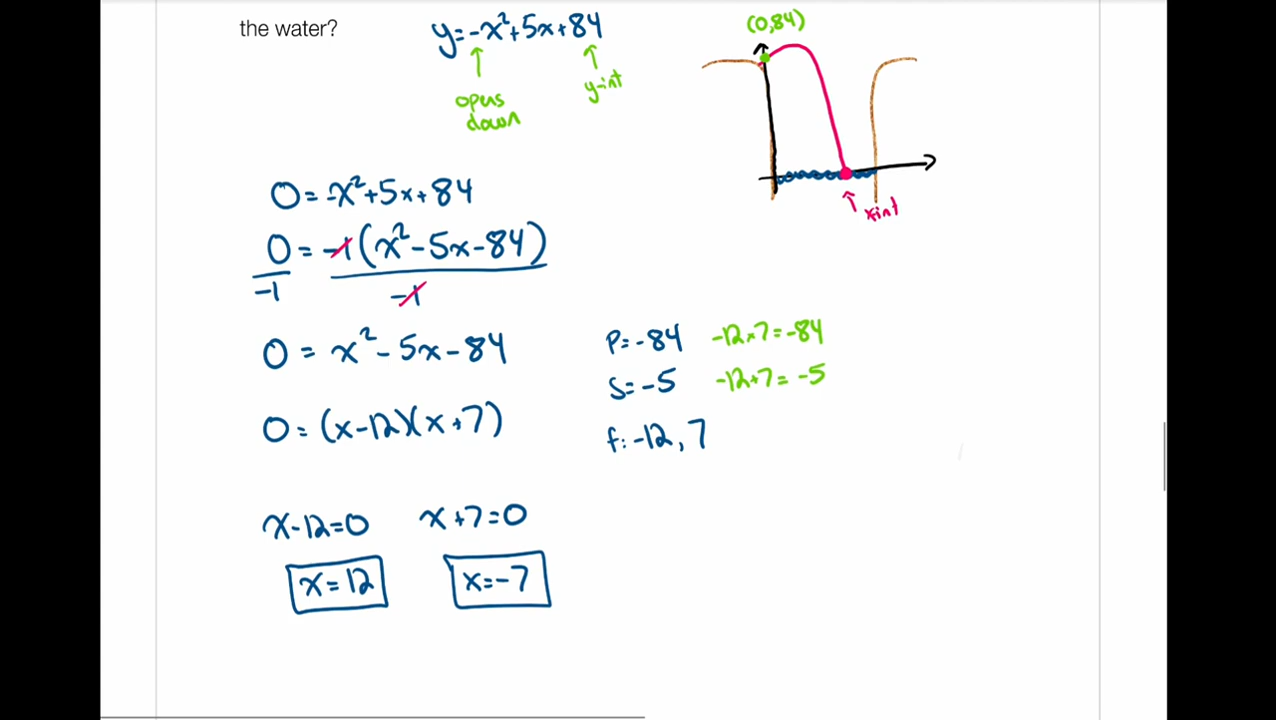 the water?
y=-x²+5x+84
(0,84)
opens
down
y-int
x-int
0=-x²+5x+84
0 = -1(x²-5x-84)
-1
-1
0 = x²-5x-84
0=(x-12)(x+7)
P=-84
-12×7=-84
S=-5
-12+7=-5
f:-12,7
x-12=0
x+7=0
x=12
x=-7